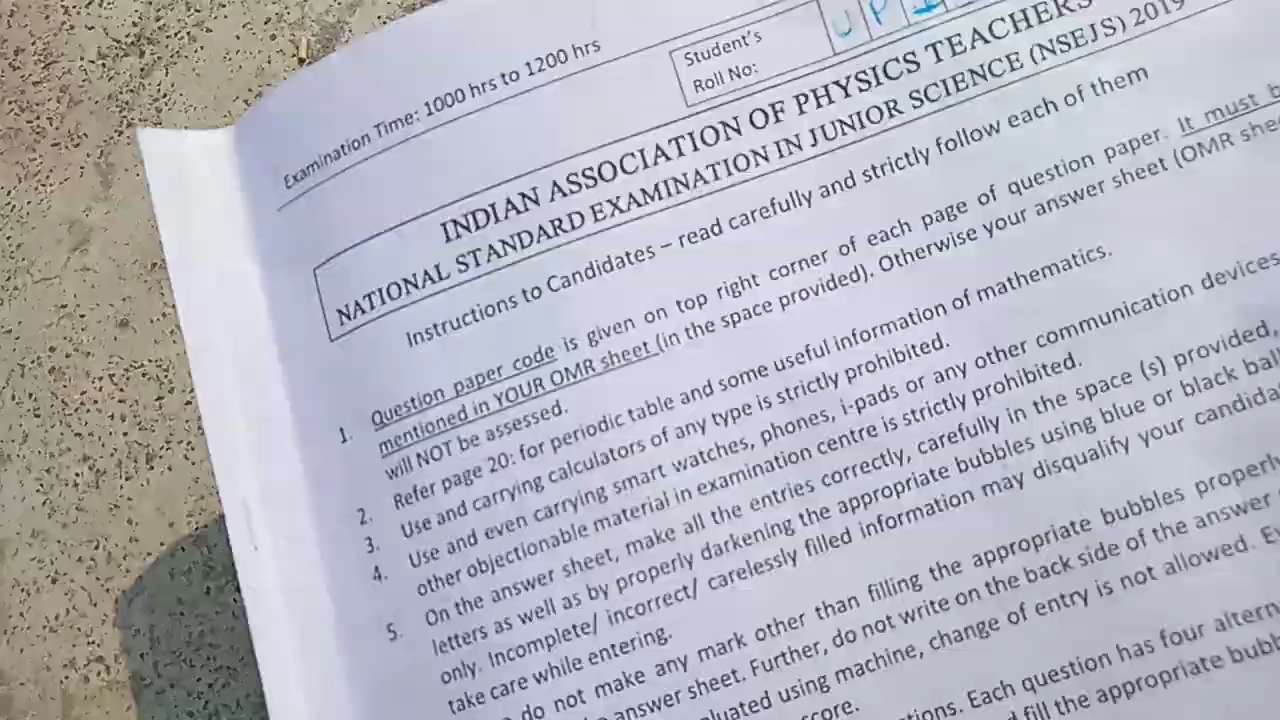 Examination Time: 1000 hrs to 1200 hrs
Student's
Roll No:
U P I
INDIAN ASSOCIATION OF PHYSICS TEACHERS
NATIONAL STANDARD EXAMINATION IN JUNIOR SCIENCE (NSEJS) 2019
Instructions to Candidates – read carefully and strictly follow each of them
1. Question paper code is given on top right corner of each page of question paper. It must
mentioned in YOUR OMR sheet (in the space provided). Otherwise your answer sheet (OMR
will NOT be assessed.
2. Refer page 20: for periodic table and some useful information of mathematics.
3. Use and carrying calculators of any type is strictly prohibited.
4. Use and even carrying smart watches, phones, i-pads or any other communication devices
other objectionable material in examination centre is strictly prohibited.
5. On the answer sheet, make all the entries correctly, carefully in the space (s) provided,
letters as well as by properly darkening the appropriate bubbles using blue or black ball
only. Incomplete/ incorrect/ carelessly filled information may disqualify your
take care while entering.
do not make any mark other than filling the appropriate bubbles properly
answer sheet. Further, do not write on the back side of the answer
using machine, change of entry is not allowed.
Each question has four
fill the appropriate